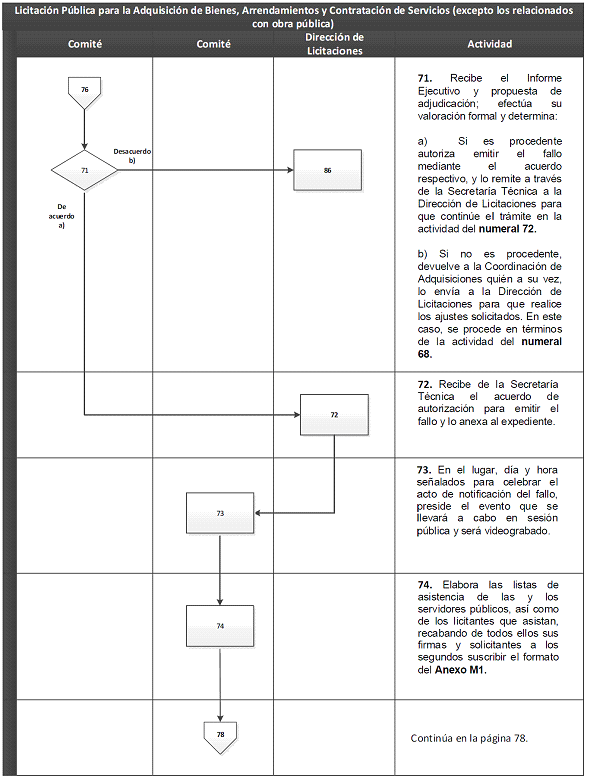 Licitación Pública para la Adquisición de Bienes, Arrendamientos y Contratación de Servicios (excepto los relacionados
con obra pública)
Comité
Comité
Dirección de
Licitaciones
Actividad
76
71
Desacuerdo
b)
86
De
acuerdo
a)
71. Recibe el Informe
Ejecutivo y propuesta de
adjudicación; efectúa su
valoración formal y determina:
a) Si es procedente
autoriza emitir el fallo
mediante el acuerdo
respectivo, y lo remite a través
de la Secretaría Técnica a la
Dirección de Licitaciones para
que continúe el trámite en la
actividad del numeral 72.
b) Si no es procedente,
devuelve a la Coordinación de
Adquisiciones quién a su vez,
lo envía a la Dirección de
Licitaciones para que realice
los ajustes solicitados. En este
caso, se procede en términos
de la actividad del numeral
68.
72
72. Recibe de la Secretaría
Técnica el acuerdo de
autorización para emitir el
fallo y lo anexa al expediente.
73
73. En el lugar, día y hora
señalados para celebrar el
acto de notificación del fallo,
preside el evento que se
llevará a cabo en sesión
pública y será videograbado.
74
74. Elabora las listas de
asistencia de las y los
servidores públicos, así como
de los licitantes que asistan,
recabando de todos ellos sus
firmas y solicitantes a los
segundos suscribir el formato
del Anexo M1.
78
Continúa en la página 78.